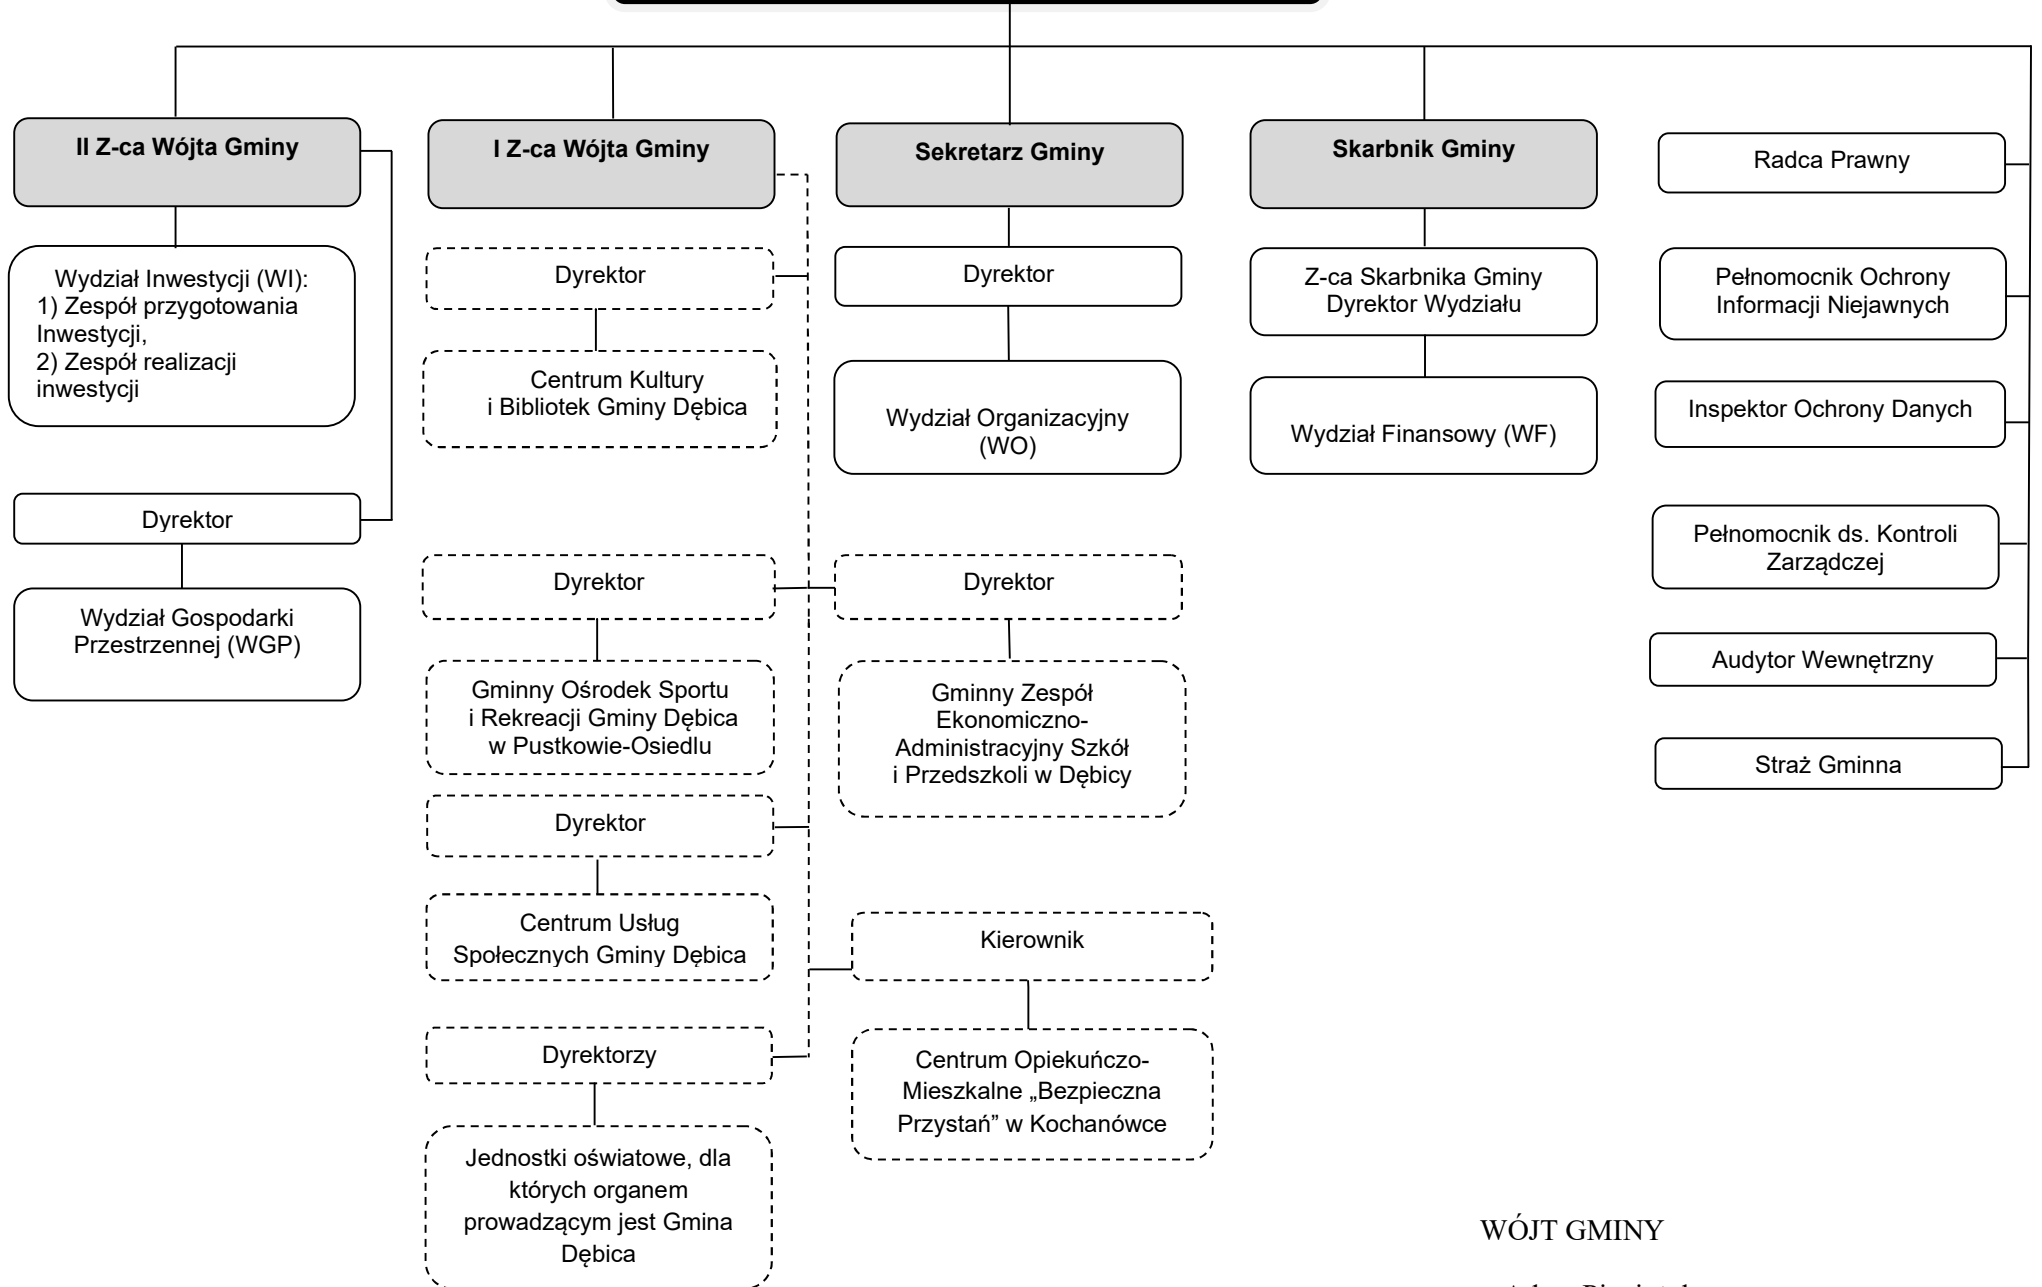 II Z-ca Wójta Gminy
Wydział Inwestycji (WI):
1) Zespół przygotowania
Inwestycji,
2) Zespół realizacji
inwestycji
Dyrektor
Wydział Gospodarki
Przestrzennej (WGP)
I Z-ca Wójta Gminy
Dyrektor
Centrum Kultury
i Bibliotek Gminy Dębica
Dyrektor
Gminny Ośrodek Sportu
i Rekreacji Gminy Dębica
w Pustkowie-Osiedlu
Dyrektor
Centrum Usług
Społecznych Gminy Dębica
Dyrektorzy
Jednostki oświatowe, dla
których organem
prowadzącym jest Gmina
Dębica
Sekretarz Gminy
Dyrektor
Wydział Organizacyjny
(WO)
Dyrektor
Gminny Zespół
Ekonomiczno-
Administracyjny Szkół
i Przedszkoli w Dębicy
Kierownik
Centrum Opiekuńczo-
Mieszkalne „Bezpieczna
Przystań” w Kochanówce
Skarbnik Gminy
Z-ca Skarbnika Gminy
Dyrektor Wydziału
Wydział Finansowy (WF)
Radca Prawny
Pełnomocnik Ochrony
Informacji Niejawnych
Inspektor Ochrony Danych
Pełnomocnik ds. Kontroli
Zarządczej
Audytor Wewnętrzny
Straż Gminna
WÓJT GMINY